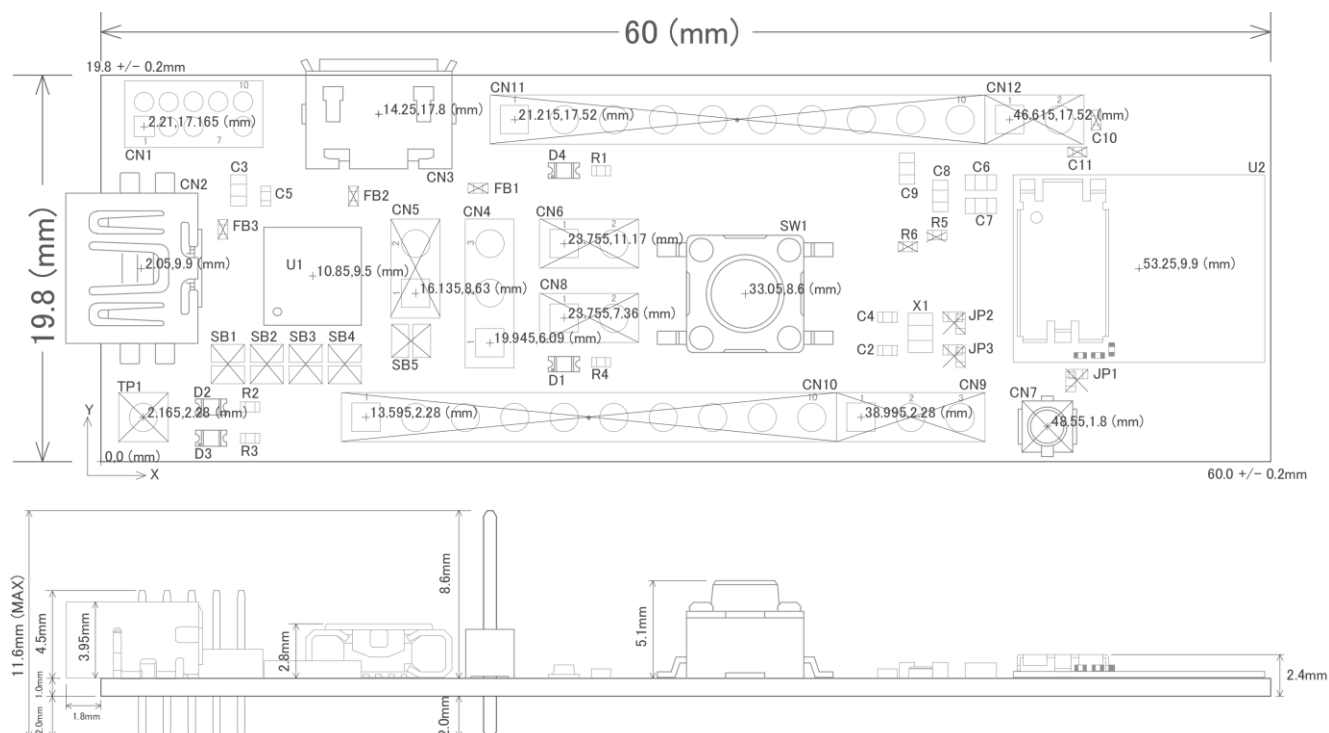 60 (mm)
19.8 +/- 0.2mm
10
2.21,17.165 (mm)
1
7
CN1
14.25,17.8 (mm)
CN3
CN11
1
21.215,17.52 (mm)
10
CN12
1
2
46.615,17.52 (mm)
C10
C11
U2
D4
R1
C3
C5
CN2
FB2
FB1
FB3
C9
C8
C6
C7
R5
R6
19.8 (mm)
CN5
2
CN4
3
CN6
1
2
23.755,11.17 (mm)
SW1
2.05,9.9 (mm)
U1
10.85,9.5 (mm)
1
16.135,8.63 (mm)
CN8
1
2
23.755,7.36 (mm)
33.05,8.6 (mm)
53.25,9.9 (mm)
C4
X1
JP2
SB1
SB2
SB3
SB4
SB5
1
19.945,6.09 (mm)
C2
JP3
D1
R4
JP1
TP1
D2
R2
2.165,2.28 (mm)
D3
R3
1
13.595,2.28 (mm)
CN10
10
CN9
1
2
3
38.995,2.28 (mm)
CN7
48.55,1.8 (mm)
Y
0,0 (mm)
X
60.0 +/- 0.2mm
11.6mm (MAX)
4.5mm
3.95mm
2.8mm
8.6mm
5.1mm
2.4mm
1.0mm
1.8mm
2.0mm
2.0mm